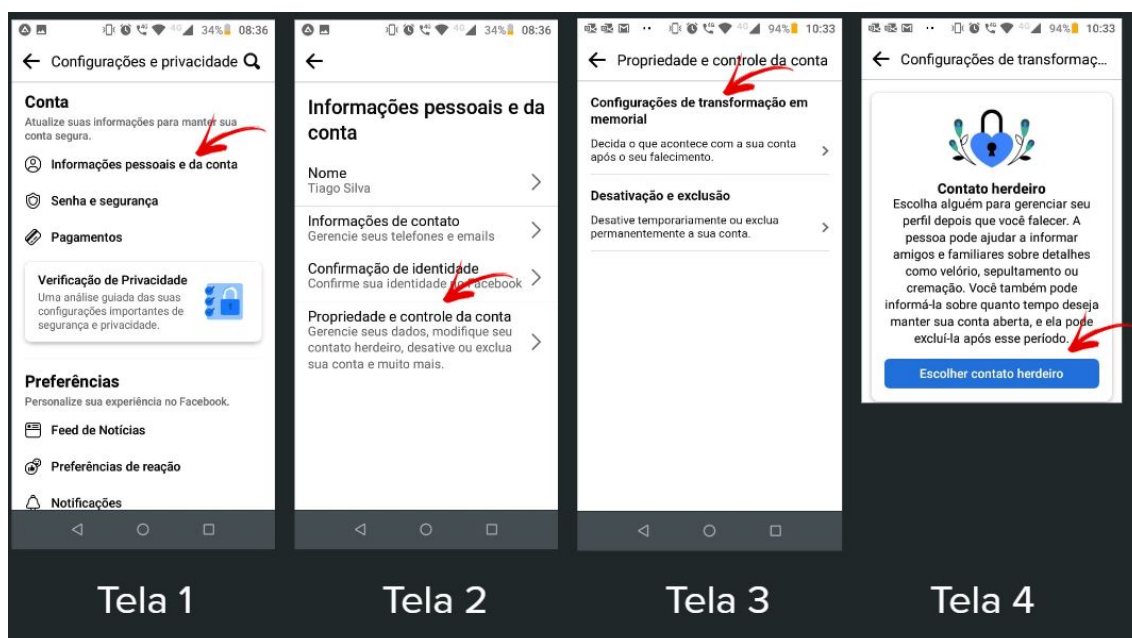 34% 08:36
Configurações e privacidade
Conta
Atualize suas informações para manter sua
conta segura.
Informações pessoais e da conta
Senha e segurança
Pagamentos
Verificação de Privacidade
Uma análise guiada das suas
configurações importantes de
segurança e privacidade.
Preferências
Personalize sua experiência no Facebook.
Feed de Notícias
Preferências de reação
Notificações
Tela 1
4G 34% 08:36
Informações pessoais e da
conta
Nome
Tiago Silva
Informações de contato
Gerencie seus telefones e emails
Confirmação de identidade
Confirme sua identidade no Facebook
Propriedade e controle da conta
Gerencie seus dados, modifique seu
contato herdeiro, desative ou exclua
sua conta e muito mais.
Tela 2
4G 94% 10:33
Propriedade e controle da conta
Configurações de transformação em
memorial
Decida o que acontece com a sua conta
após o seu falecimento.
Desativação e exclusão
Desative temporariamente ou exclua
permanentemente a sua conta.
Tela 3
4G 94% 10:33
Configurações de transformaç...
Contato herdeiro
Escolha alguém para gerenciar seu
perfil depois que você falecer. A
pessoa pode ajudar a informar
amigos e familiares sobre detalhes
como velório, sepultamento ou
cremação. Você também pode
informá-la sobre quanto tempo deseja
manter sua conta aberta, e ela pode
excluí-la após esse período.
Escolher contato herdeiro
Tela 4